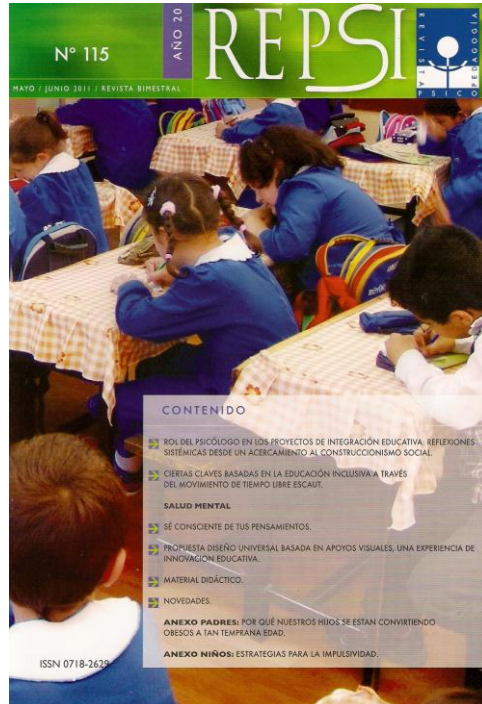 Nº 115
AÑO 20
REPSI
REVISTA
PSICO
PEDAGOGÍA
MAYO / JUNIO 2011 / REVISTA BIMESTRAL
CONTENIDO
ROL DEL PSICÓLOGO EN LOS PROYECTOS DE INTEGRACIÓN EDUCATIVA: REFLEXIONES
SISTÉMICAS DESDE UN ACERCAMIENTO AL CONSTRUCCIONISMO SOCIAL.
CIERTAS CLAVES BASADAS EN LA EDUCACIÓN INCLUSIVA A TRAVÉS
DEL MOVIMIENTO DE TIEMPO LIBRE ESCAUT.
SALUD MENTAL
SÉ CONSCIENTE DE TUS PENSAMIENTOS.
PROPUESTA DISEÑO UNIVERSAL BASADA EN APOYOS VISUALES, UNA EXPERIENCIA DE
INNOVACIÓN EDUCATIVA.
MATERIAL DIDÁCTICO.
NOVEDADES.
ANEXO PADRES: POR QUÉ NUESTROS HIJOS SE ESTAN CONVIRTIENDO
OBESOS A TAN TEMPRANA EDAD.
ANEXO NIÑOS: ESTRATEGIAS PARA LA IMPULSIVIDAD.
ISSN 0718-2629